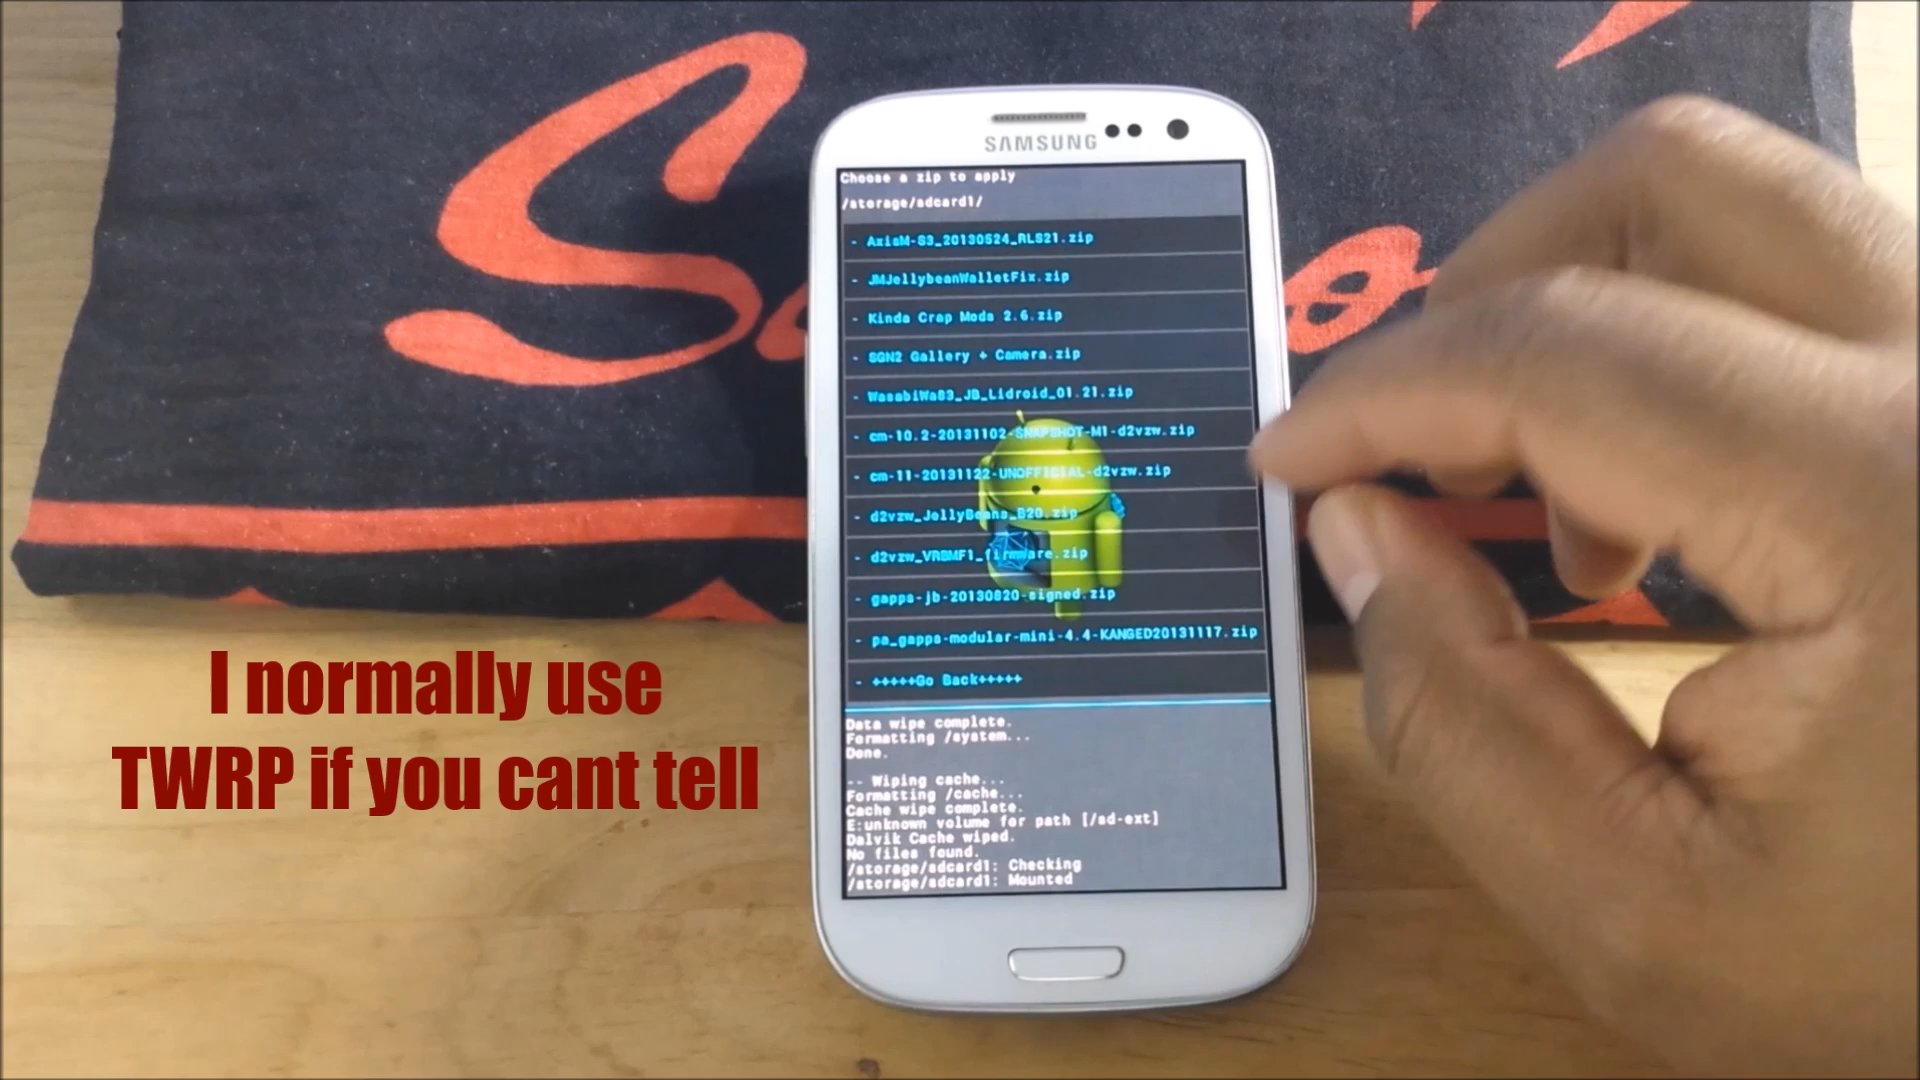 SAMSUNG
Choose a zip to apply
/storage/sdcard1/
- AxisM-S3_20130524_RLS21.zip
- JMJellybeanWalletFix.zip
- Kinda Crap Mods 2.6.zip
- SGN2 Gallery + Camera.zip
- WasabiWa83_JB_Lidroid_01.21.zip
- cm-10.2-20131102-SNAPSHOT-M1-d2vzw.zip
- cm-11-20131122-UNOFFICIAL-d2vzw.zip
- d2vzw_JellyBeans_B20.zip
- d2vzw_VRBMF1_firmware.zip
- gapps-jb-20130820-signed.zip
- pa_gapps-modular-mini-4.4-KANGED20131117.zip
- +++++Go Back+++++
Data wipe complete.
Formatting /system...
Done.
-- Wiping cache...
Formatting /cache...
Cache wipe complete.
E:unknown volume for path [/sd-ext]
Dalvik Cache wiped.
No files found.
/storage/sdcard1: Checking
/storage/sdcard1: Mounted
I normally use
TWRP if you cant tell